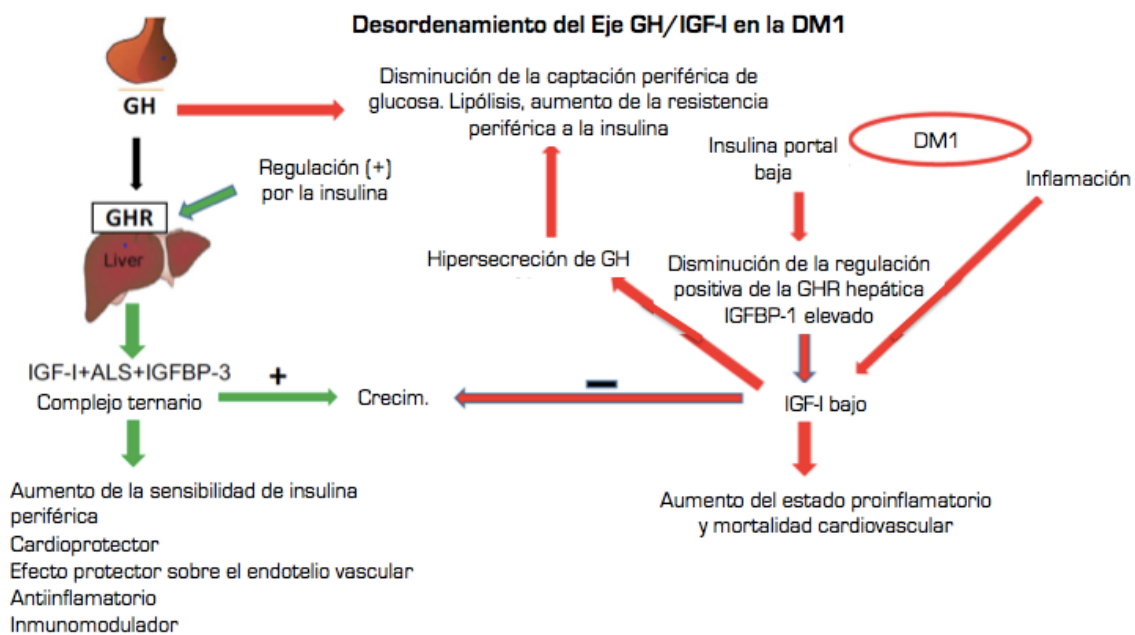 Desordenamiento del Eje GH/IGF-I en la DM1
GH
Disminución de la captación periférica de
glucosa. Lipólisis, aumento de la resistencia
periférica a la insulina
DM1
Insulina portal
baja
Inflamación
Regulación (+)
por la insulina
GHR
Liver
Hipersecreción de GH
Disminución de la regulación
positiva de la GHR hepática
IGFBP-1 elevado
IGF-I+ALS+IGFBP-3
Complejo ternario
+
Crecim.
−
IGF-I bajo
Aumento de la sensibilidad de insulina
periférica
Cardioprotector
Efecto protector sobre el endotelio vascular
Antiinflamatorio
Inmunomodulador
Aumento del estado proinflamatorio
y mortalidad cardiovascular